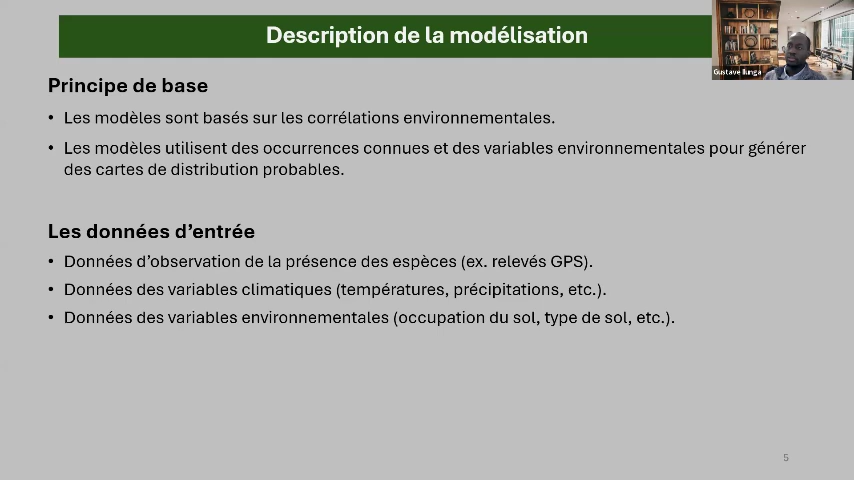 Description de la modélisation
Gustave Ilunga
Principe de base
• Les modèles sont basés sur les corrélations environnementales.
• Les modèles utilisent des occurrences connues et des variables environnementales pour générer
des cartes de distribution probables.
Les données d’entrée
• Données d’observation de la présence des espèces (ex. relevés GPS).
• Données des variables climatiques (températures, précipitations, etc.).
• Données des variables environnementales (occupation du sol, type de sol, etc.).
5